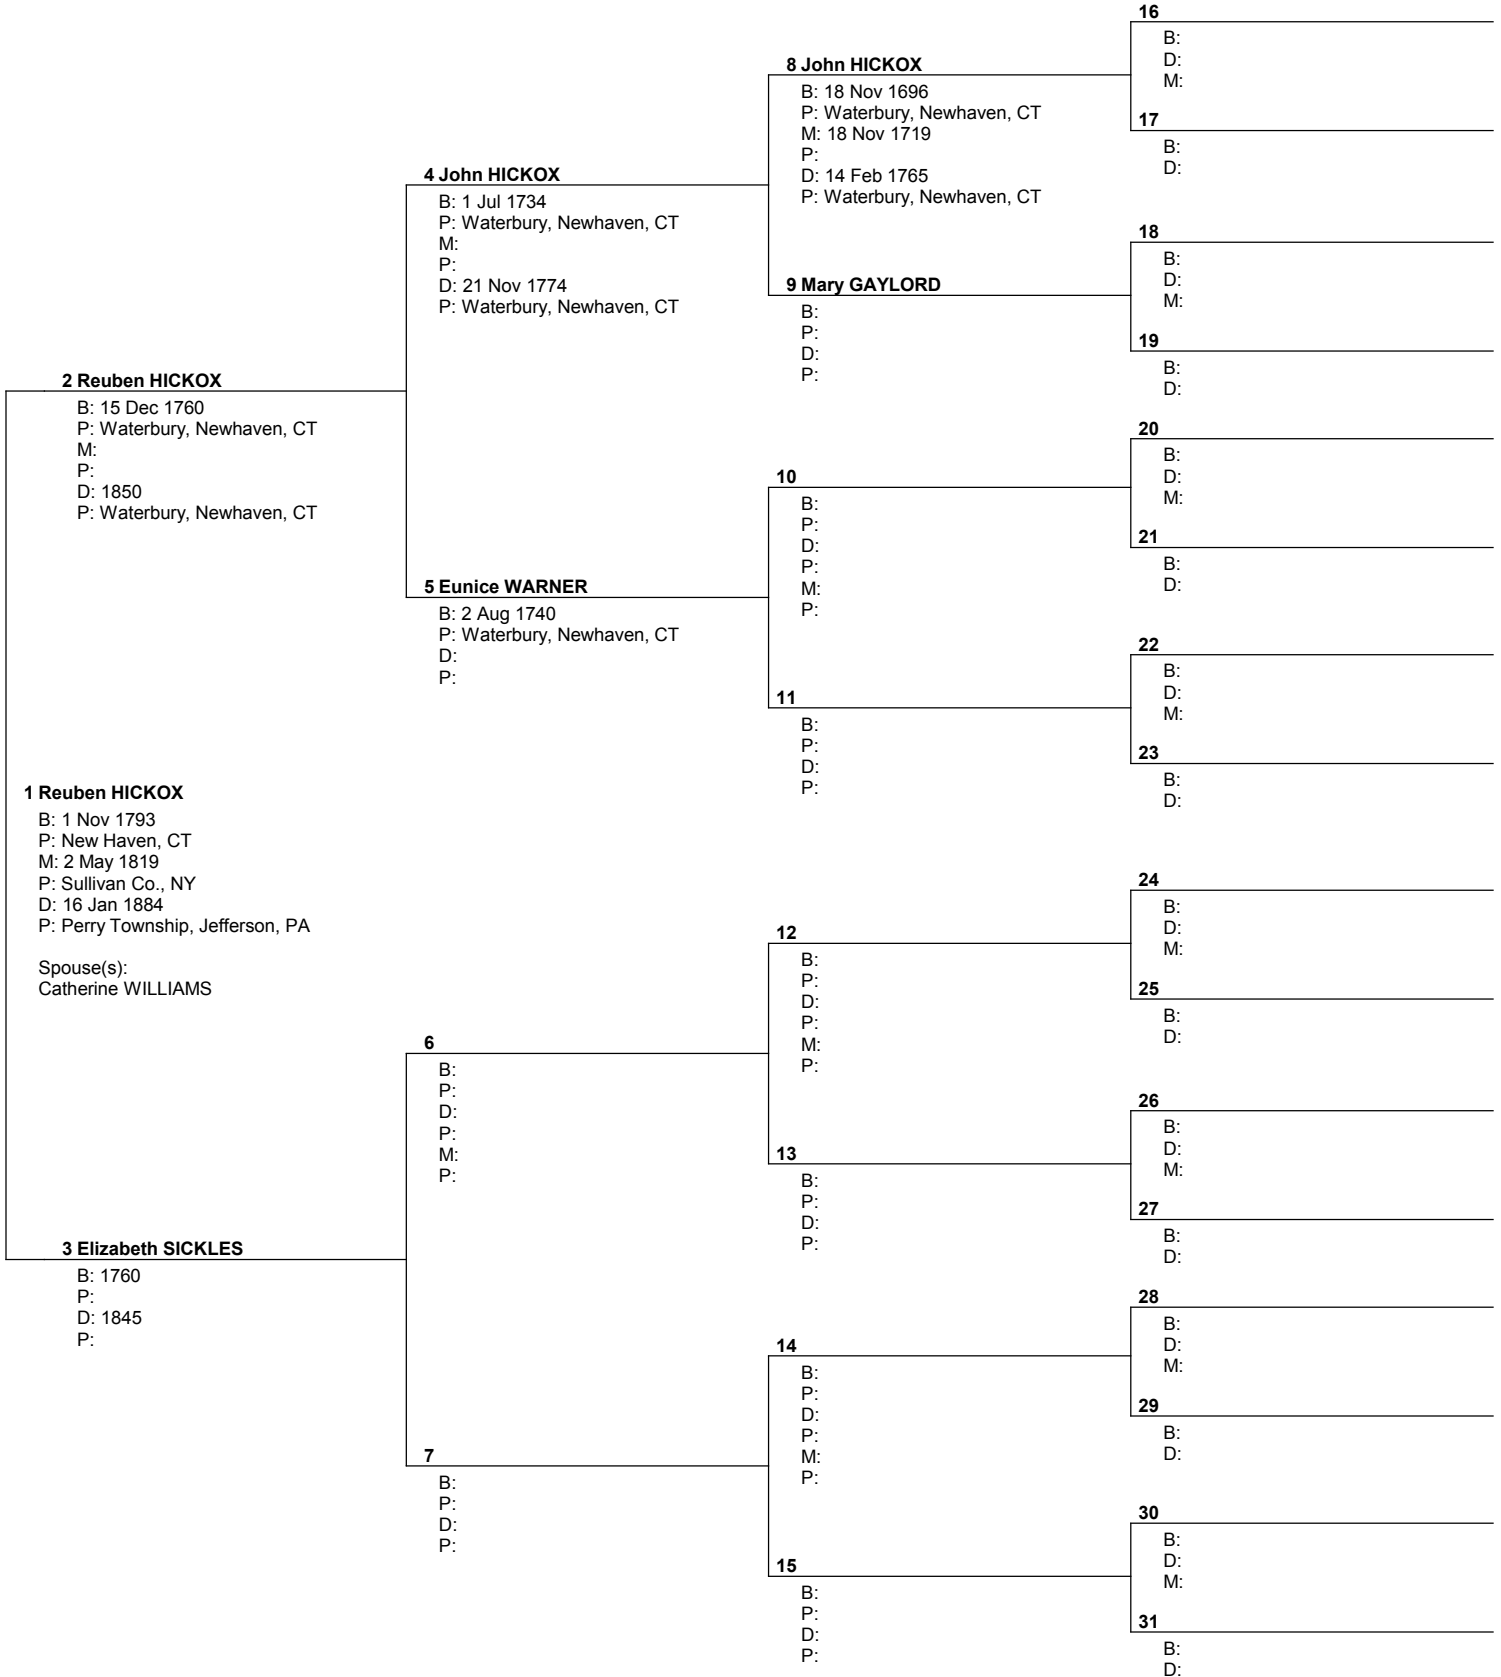 16
B:
D:
M:
8 John HICKOX
B: 18 Nov 1696
P: Waterbury, Newhaven, CT
M: 18 Nov 1719
P:
D: 14 Feb 1765
P: Waterbury, Newhaven, CT
17
B:
D:
4 John HICKOX
B: 1 Jul 1734
P: Waterbury, Newhaven, CT
M:
P:
D: 21 Nov 1774
P: Waterbury, Newhaven, CT
18
B:
D:
M:
9 Mary GAYLORD
B:
P:
D:
P:
19
B:
D:
2 Reuben HICKOX
B: 15 Dec 1760
P: Waterbury, Newhaven, CT
M:
P:
D: 1850
P: Waterbury, Newhaven, CT
20
B:
D:
M:
10
B:
P:
D:
P:
M:
P:
21
B:
D:
5 Eunice WARNER
B: 2 Aug 1740
P: Waterbury, Newhaven, CT
D:
P:
22
B:
D:
M:
11
B:
P:
D:
P:
23
B:
D:
1 Reuben HICKOX
B: 1 Nov 1793
P: New Haven, CT
M: 2 May 1819
P: Sullivan Co., NY
D: 16 Jan 1884
P: Perry Township, Jefferson, PA
Spouse(s):
Catherine WILLIAMS
24
B:
D:
M:
12
B:
P:
D:
P:
M:
P:
25
B:
D:
6
B:
P:
D:
P:
M:
P:
26
B:
D:
M:
13
B:
P:
D:
P:
27
B:
D:
3 Elizabeth SICKLES
B: 1760
P:
D: 1845
P:
28
B:
D:
M:
14
B:
P:
D:
P:
M:
P:
29
B:
D:
7
B:
P:
D:
P:
30
B:
D:
M:
15
B:
P:
D:
P:
31
B:
D: